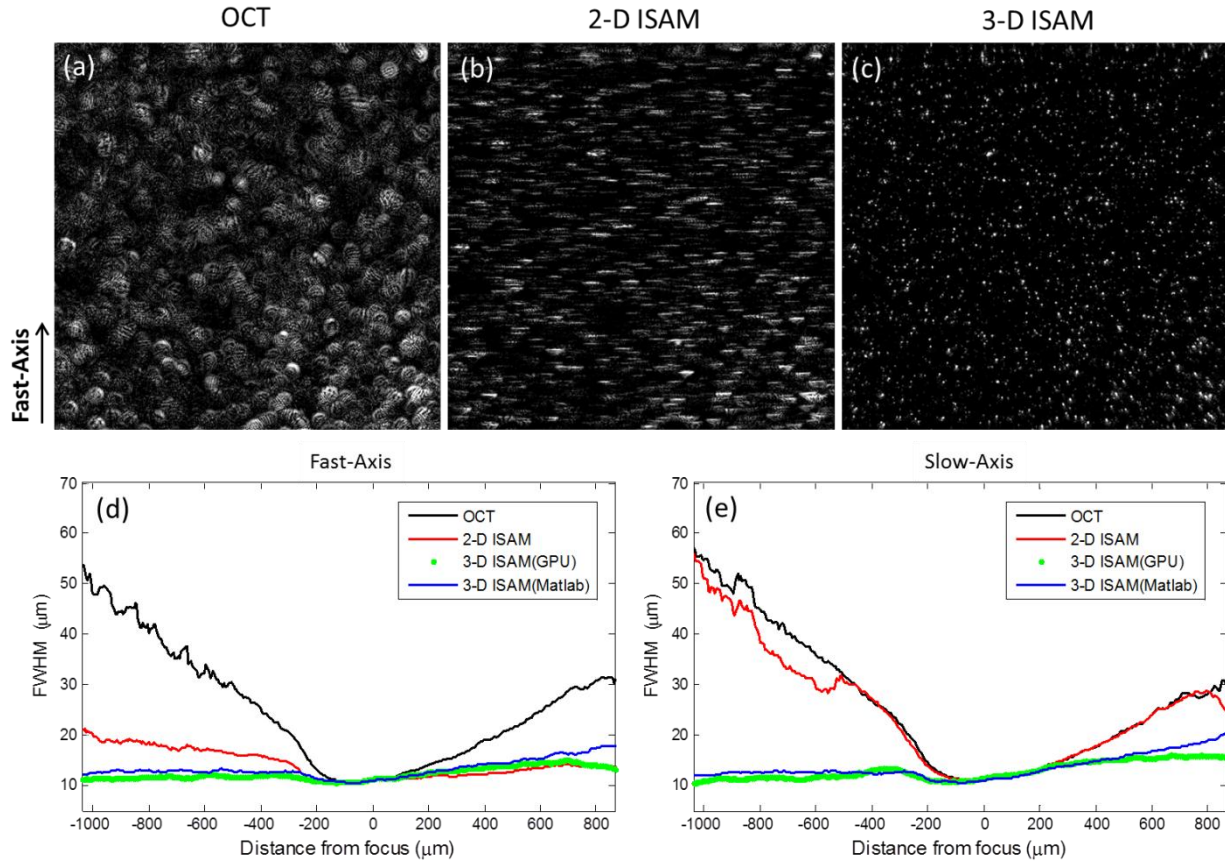 OCT
2-D ISAM
3-D ISAM
(a)
(b)
(c)
Fast-Axis
Fast-Axis
(d)
OCT
2-D ISAM
3-D ISAM(GPU)
3-D ISAM(Matlab)
FWHM (μm)
70
60
50
40
30
20
10
-1000 -800 -600 -400 -200 0 200 400 600 800
Distance from focus (μm)
Slow-Axis
(e)
OCT
2-D ISAM
3-D ISAM(GPU)
3-D ISAM(Matlab)
FWHM (μm)
70
60
50
40
30
20
10
-1000 -800 -600 -400 -200 0 200 400 600 800
Distance from focus (μm)